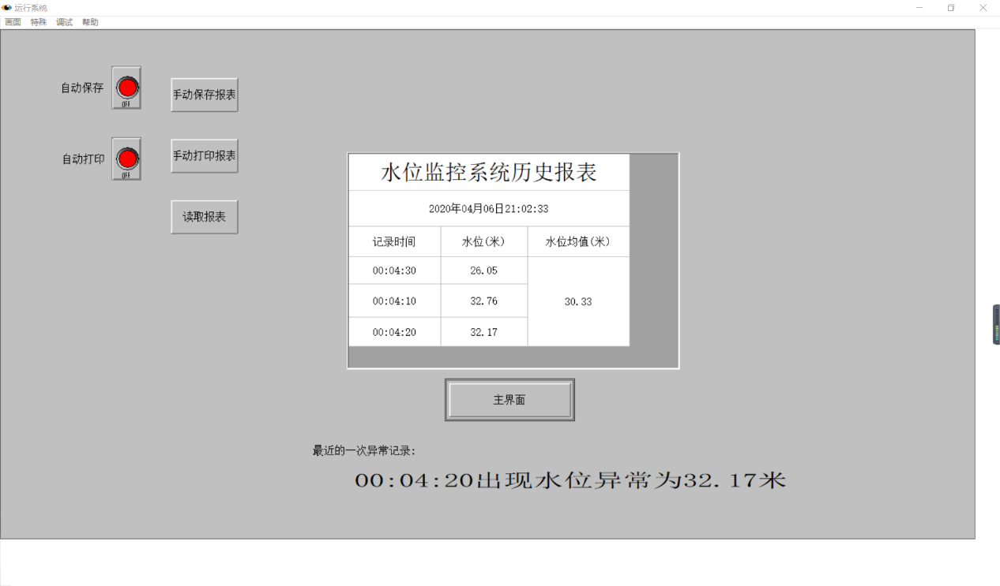 运行系统
画面 特殊 调试 帮助
自动保存
OFF
手动保存报表
自动打印
OFF
手动打印报表
读取报表
水位监控系统历史报表
2020年04月06日21:02:33
记录时间 水位(米) 水位均值(米)
00:04:30 26.05
00:04:10 32.76 30.33
00:04:20 32.17
主界面
最近的一次异常记录:
00:04:20出现水位异常为32.17米